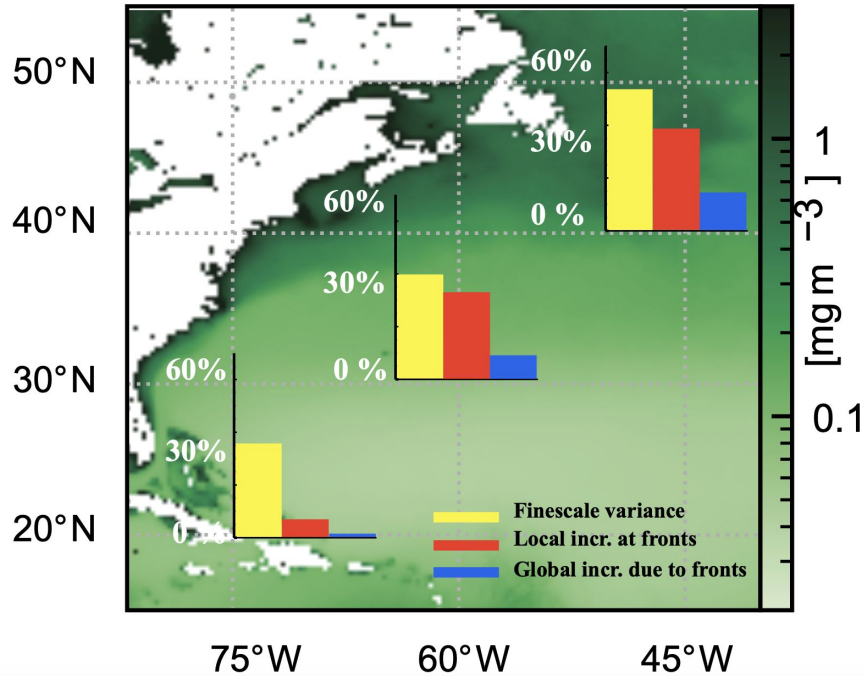 50°N
40°N
30°N
20°N
60%
30%
0 %
60%
30%
0 %
60%
30%
0 %
Finescale variance
Local incr. at fronts
Global incr. due to fronts
75°W
60°W
45°W
1
0.1
[mg m −3 ]